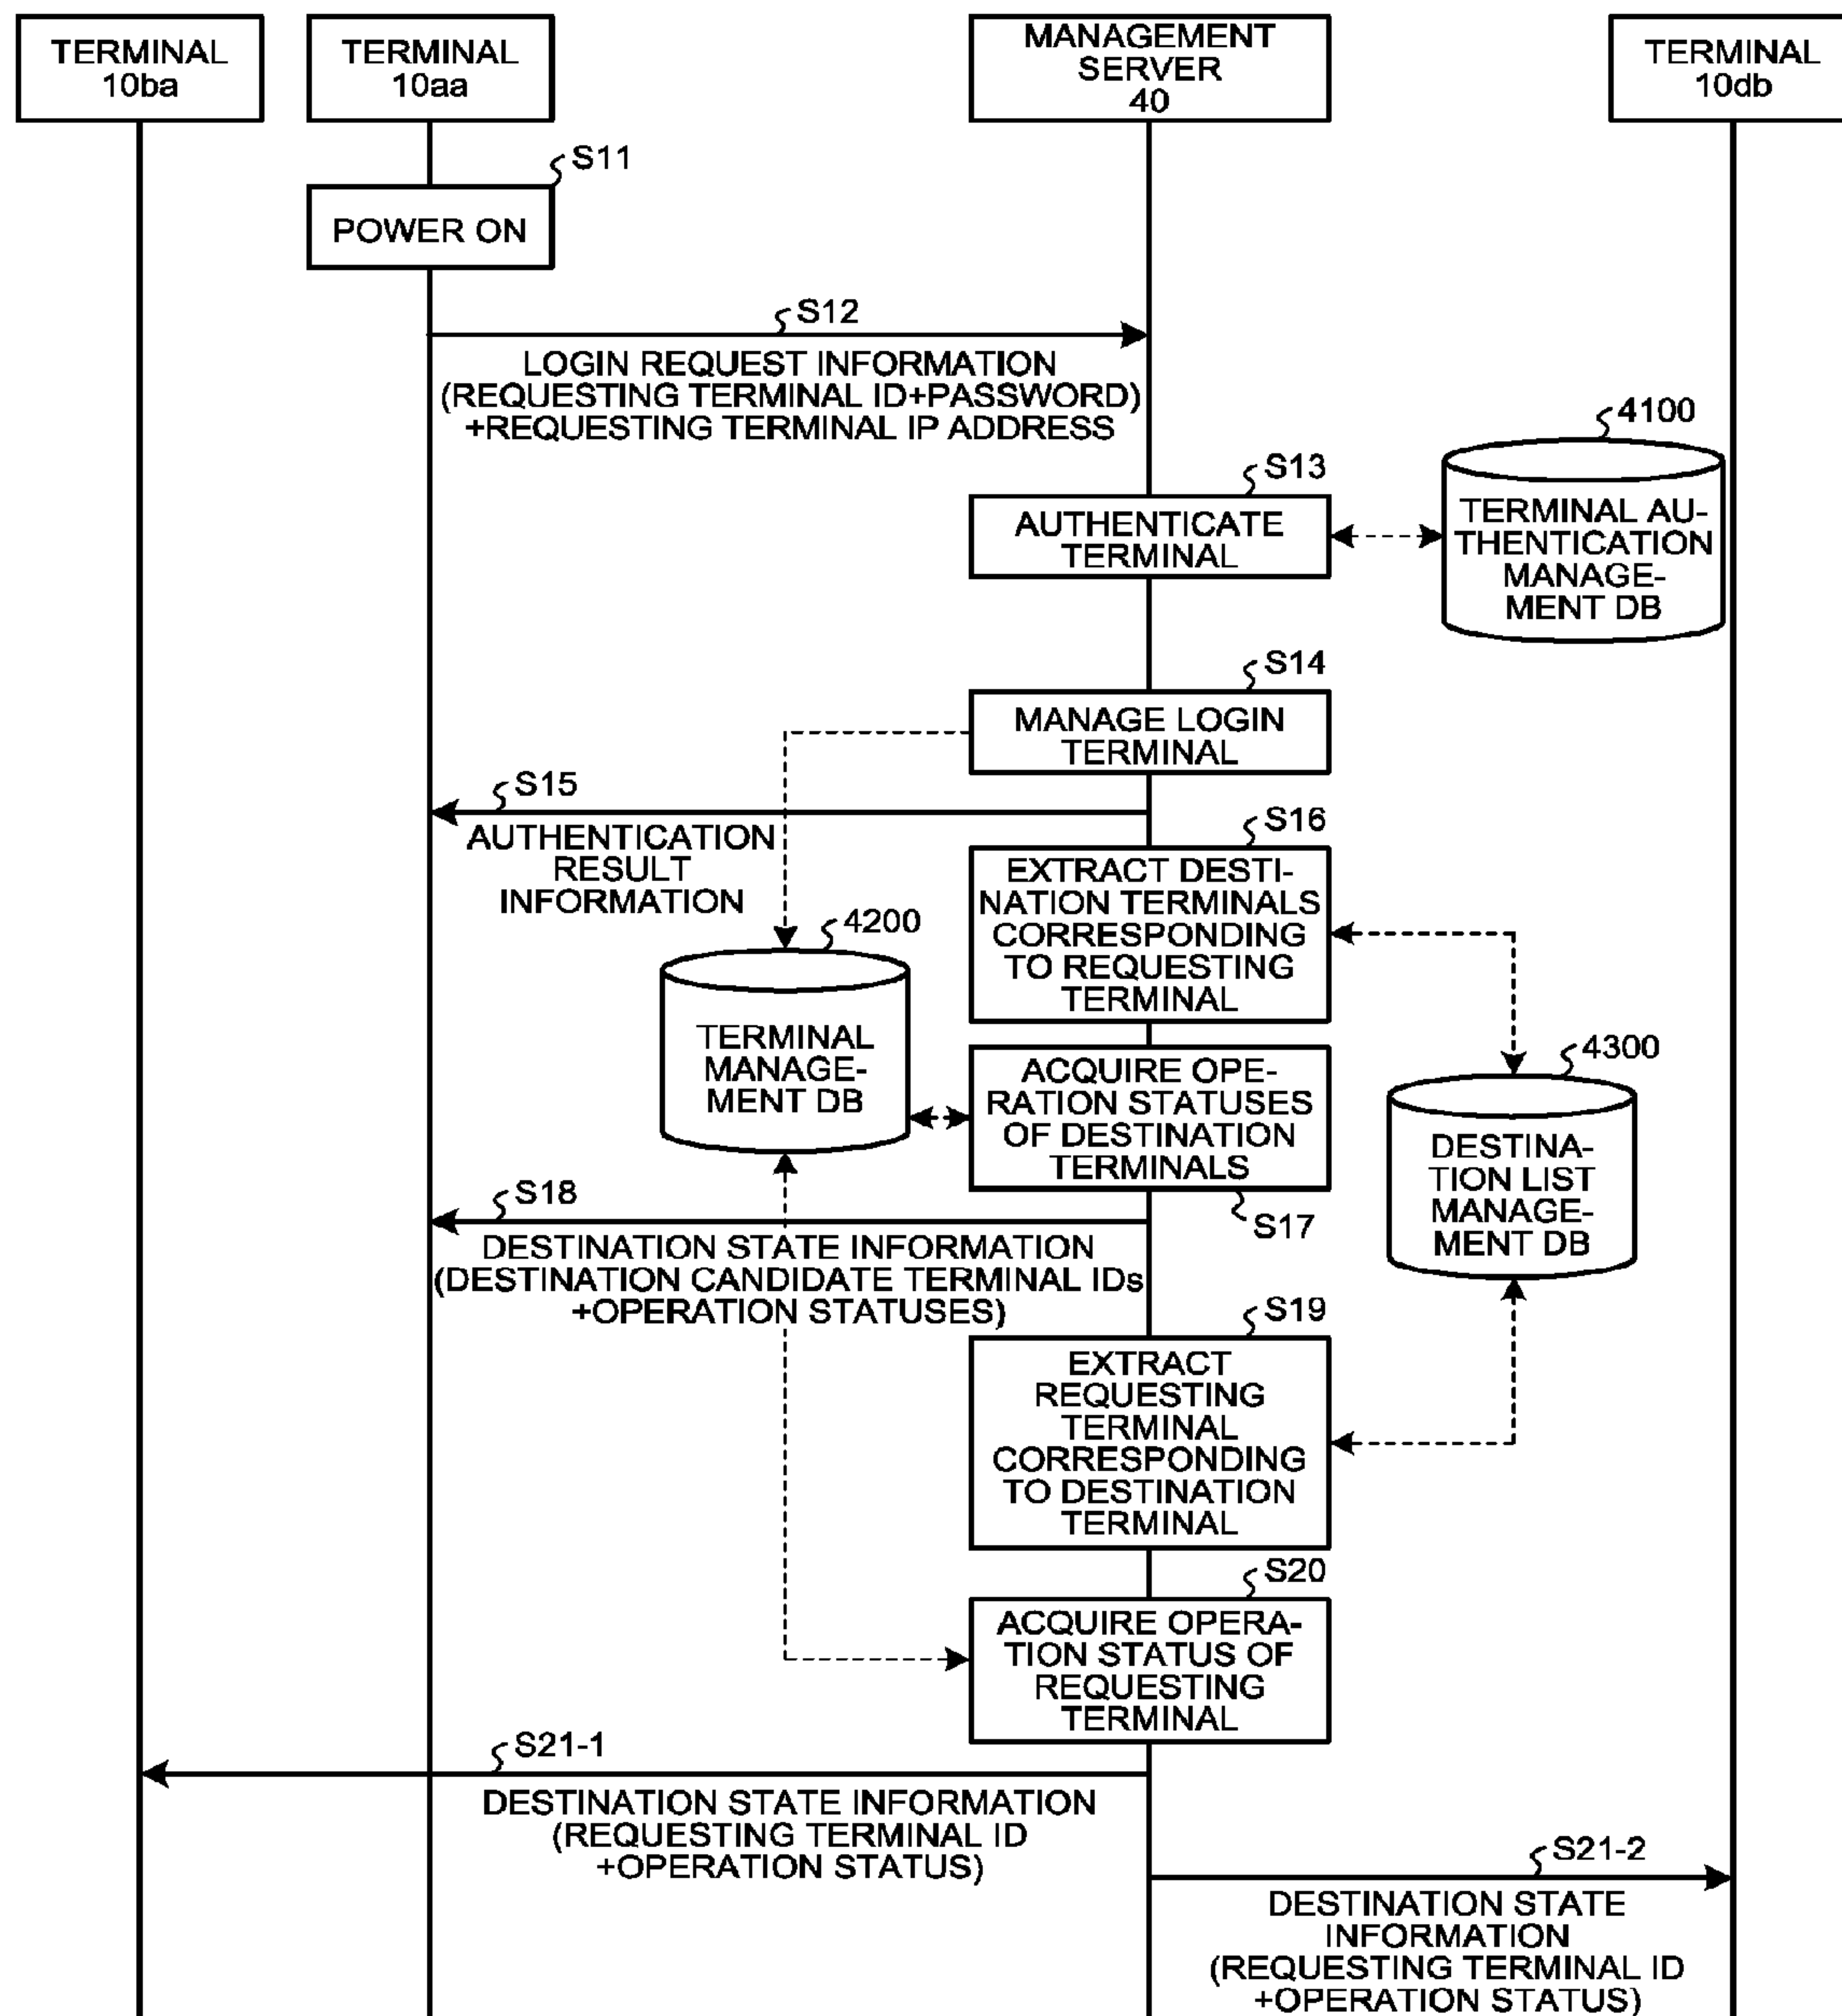 TERMINAL
10ba
TERMINAL
10aa
MANAGEMENT
SERVER
40
TERMINAL
10db
S11
POWER ON
S12
LOGIN REQUEST INFORMATION
(REQUESTING TERMINAL ID+PASSWORD)
+REQUESTING TERMINAL IP ADDRESS
S13
AUTHENTICATE
TERMINAL
4100
TERMINAL AU-
THENTICATION
MANAGE-
MENT DB
S14
MANAGE LOGIN
TERMINAL
S15
AUTHENTICATION
RESULT
INFORMATION
S16
EXTRACT DESTI-
NATION TERMINALS
CORRESPONDING
TO REQUESTING
TERMINAL
4200
TERMINAL
MANAGE-
MENT DB
ACQUIRE OPE-
RATION STATUSES
OF DESTINATION
TERMINALS
S17
4300
DESTINA-
TION LIST
MANAGE-
MENT DB
S18
DESTINATION STATE INFORMATION
(DESTINATION CANDIDATE TERMINAL IDs
+OPERATION STATUSES)
S19
EXTRACT
REQUESTING
TERMINAL
CORRESPONDING
TO DESTINATION
TERMINAL
S20
ACQUIRE OPERA-
TION STATUS OF
REQUESTING
TERMINAL
S21-1
DESTINATION STATE INFORMATION
(REQUESTING TERMINAL ID
+OPERATION STATUS)
S21-2
DESTINATION STATE
INFORMATION
(REQUESTING TERMINAL ID
+OPERATION STATUS)